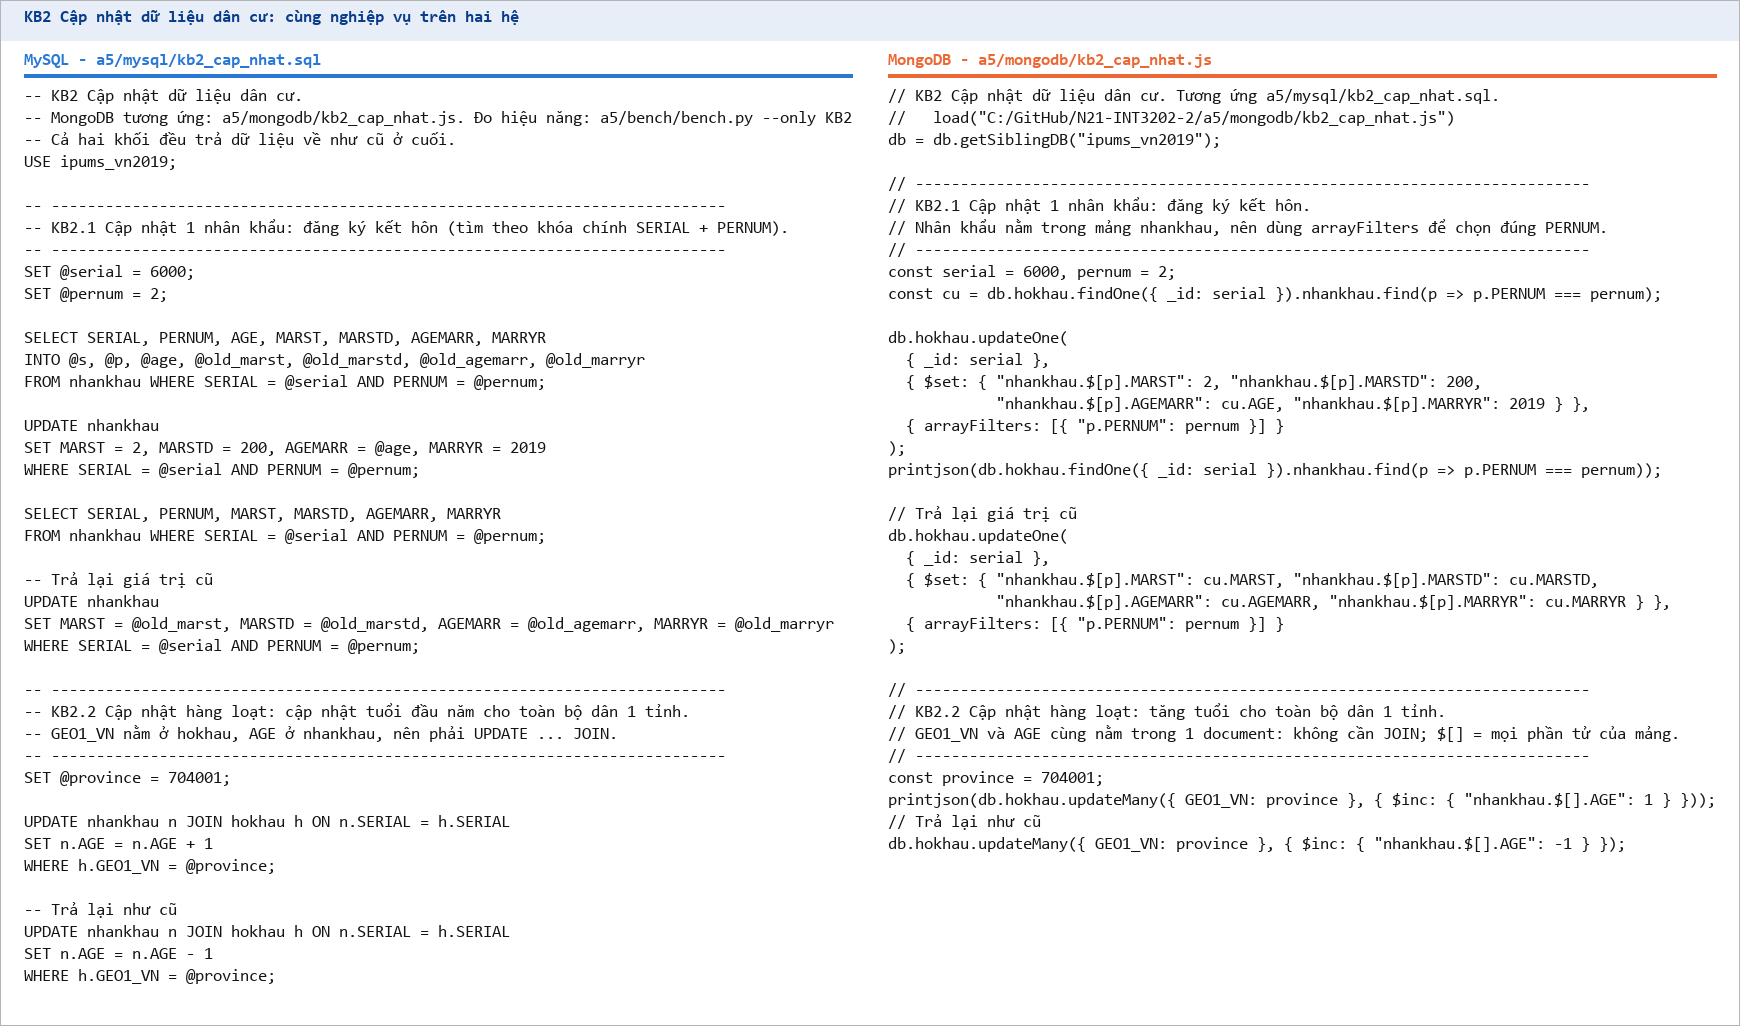 KB2 Cập nhật dữ liệu dân cư: cùng nghiệp vụ trên hai hệ
MySQL - a5/mysql/kb2_cap_nhat.sql
-- KB2 Cập nhật dữ liệu dân cư.
-- MongoDB tương ứng: a5/mongodb/kb2_cap_nhat.js. Đo hiệu năng: a5/bench/bench.py --only KB2
-- Cả hai khối đều trả dữ liệu về như cũ ở cuối.
USE ipums_vn2019;
-- ---------------------------------------------------------------------------
-- KB2.1 Cập nhật 1 nhân khẩu: đăng ký kết hôn (tìm theo khóa chính SERIAL + PERNUM).
-- ---------------------------------------------------------------------------
SET @serial = 6000;
SET @pernum = 2;
SELECT SERIAL, PERNUM, AGE, MARST, MARSTD, AGEMARR, MARRYR
INTO @s, @p, @age, @old_marst, @old_marstd, @old_agemarr, @old_marryr
FROM nhankhau WHERE SERIAL = @serial AND PERNUM = @pernum;
UPDATE nhankhau
SET MARST = 2, MARSTD = 200, AGEMARR = @age, MARRYR = 2019
WHERE SERIAL = @serial AND PERNUM = @pernum;
SELECT SERIAL, PERNUM, MARST, MARSTD, AGEMARR, MARRYR
FROM nhankhau WHERE SERIAL = @serial AND PERNUM = @pernum;
-- Trả lại giá trị cũ
UPDATE nhankhau
SET MARST = @old_marst, MARSTD = @old_marstd, AGEMARR = @old_agemarr, MARRYR = @old_marryr
WHERE SERIAL = @serial AND PERNUM = @pernum;
-- ---------------------------------------------------------------------------
-- KB2.2 Cập nhật hàng loạt: cập nhật tuổi đầu năm cho toàn bộ dân 1 tỉnh.
-- GEO1_VN nằm ở hokhau, AGE ở nhankhau, nên phải UPDATE ... JOIN.
-- ---------------------------------------------------------------------------
SET @province = 704001;
UPDATE nhankhau n JOIN hokhau h ON n.SERIAL = h.SERIAL
SET n.AGE = n.AGE + 1
WHERE h.GEO1_VN = @province;
-- Trả lại như cũ
UPDATE nhankhau n JOIN hokhau h ON n.SERIAL = h.SERIAL
SET n.AGE = n.AGE - 1
WHERE h.GEO1_VN = @province;
MongoDB - a5/mongodb/kb2_cap_nhat.js
// KB2 Cập nhật dữ liệu dân cư. Tương ứng a5/mysql/kb2_cap_nhat.sql.
//   load("C:/GitHub/N21-INT3202-2/a5/mongodb/kb2_cap_nhat.js")
db = db.getSiblingDB("ipums_vn2019");
// ---------------------------------------------------------------------------
// KB2.1 Cập nhật 1 nhân khẩu: đăng ký kết hôn.
// Nhân khẩu nằm trong mảng nhankhau, nên dùng arrayFilters để chọn đúng PERNUM.
// ---------------------------------------------------------------------------
const serial = 6000, pernum = 2;
const cu = db.hokhau.findOne({ _id: serial }).nhankhau.find(p => p.PERNUM === pernum);
db.hokhau.updateOne(
  { _id: serial },
  { $set: { "nhankhau.$[p].MARST": 2, "nhankhau.$[p].MARSTD": 200,
            "nhankhau.$[p].AGEMARR": cu.AGE, "nhankhau.$[p].MARRYR": 2019 } },
  { arrayFilters: [{ "p.PERNUM": pernum }] }
);
printjson(db.hokhau.findOne({ _id: serial }).nhankhau.find(p => p.PERNUM === pernum));
// Trả lại giá trị cũ
db.hokhau.updateOne(
  { _id: serial },
  { $set: { "nhankhau.$[p].MARST": cu.MARST, "nhankhau.$[p].MARSTD": cu.MARSTD,
            "nhankhau.$[p].AGEMARR": cu.AGEMARR, "nhankhau.$[p].MARRYR": cu.MARRYR } },
  { arrayFilters: [{ "p.PERNUM": pernum }] }
);
// ---------------------------------------------------------------------------
// KB2.2 Cập nhật hàng loạt: tăng tuổi cho toàn bộ dân 1 tỉnh.
// GEO1_VN và AGE cùng nằm trong 1 document: không cần JOIN; $[] = mọi phần tử của mảng.
// ---------------------------------------------------------------------------
const province = 704001;
printjson(db.hokhau.updateMany({ GEO1_VN: province }, { $inc: { "nhankhau.$[].AGE": 1 } }));
// Trả lại như cũ
db.hokhau.updateMany({ GEO1_VN: province }, { $inc: { "nhankhau.$[].AGE": -1 } });